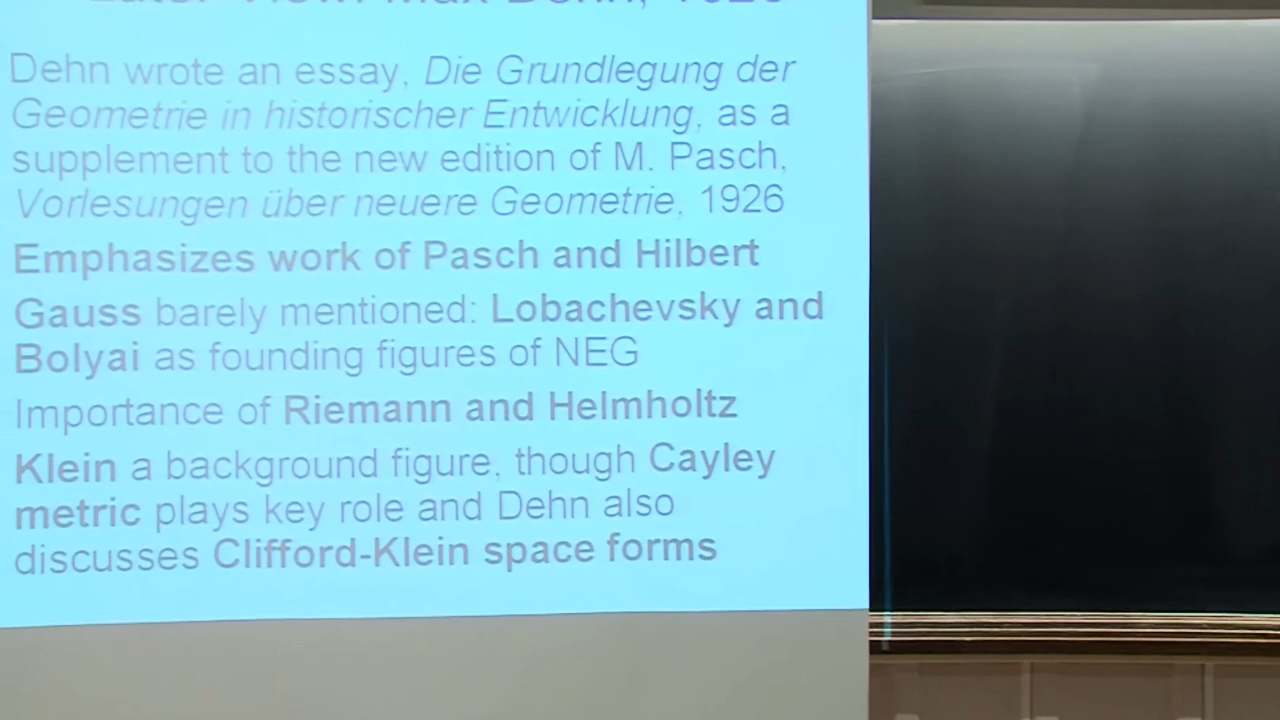 Max Dehn, 1926
Dehn wrote an essay, Die Grundlegung der
Geometrie in historischer Entwicklung, as a
supplement to the new edition of M. Pasch,
Vorlesungen über neuere Geometrie, 1926
Emphasizes work of Pasch and Hilbert
Gauss barely mentioned: Lobachevsky and
Bolyai as founding figures of NEG
Importance of Riemann and Helmholtz
Klein a background figure, though Cayley
metric plays key role and Dehn also
discusses Clifford-Klein space forms